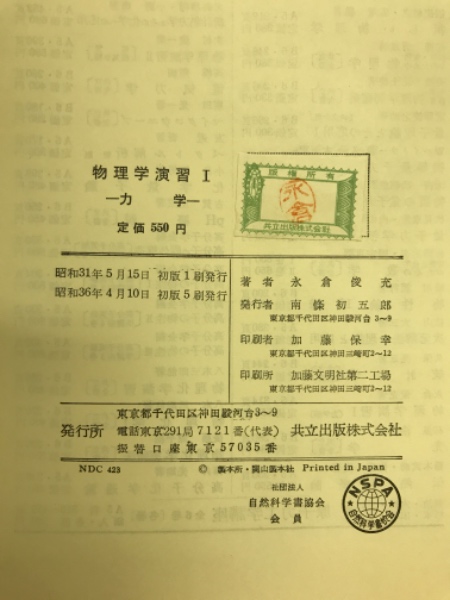 物理学演習 I
—力 学—
定価 550 円
版権所有
永倉
共立出版株式会社
昭和31年5月15日 初版1刷発行
昭和36年4月10日 初版5刷発行
著者 永倉俊充
発行者 南條初五郎
東京都千代田区神田駿河台 3〜9
印刷者 加藤保幸
東京都千代田区神田三崎町2〜12
印刷所 加藤文明社第二工場
東京都千代田区神田三崎町2〜12
東京都千代田区神田駿河台3〜9
発行所 電話東京291局7121番(代表) 共立出版株式会社
振替口座東京57035番
NDC 423
© 製本所・関山製本社 Printed in Japan
社団法人
自然科学書協会
会員
NSPA
自然科学書協会